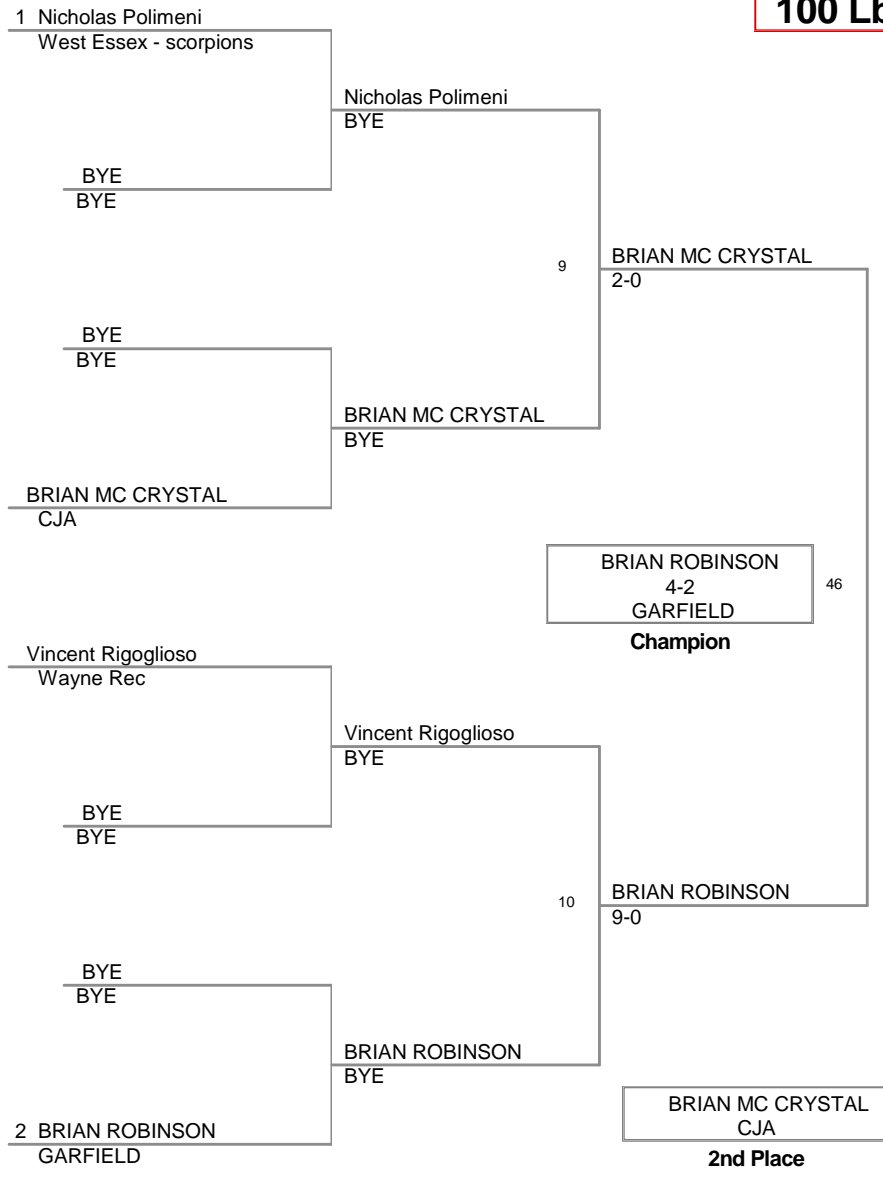 100 Lb
1 Nicholas Polimeni
West Essex - scorpions
Nicholas Polimeni
BYE
BYE
BYE
9
BRIAN MC CRYSTAL
2-0
BYE
BYE
BRIAN MC CRYSTAL
BYE
BRIAN MC CRYSTAL
CJA
BRIAN ROBINSON
4-2
GARFIELD
46
Champion
Vincent Rigoglioso
Wayne Rec
Vincent Rigoglioso
BYE
BYE
BYE
10
BRIAN ROBINSON
9-0
BYE
BYE
BRIAN ROBINSON
BYE
2 BRIAN ROBINSON
GARFIELD
BRIAN MC CRYSTAL
CJA
2nd Place